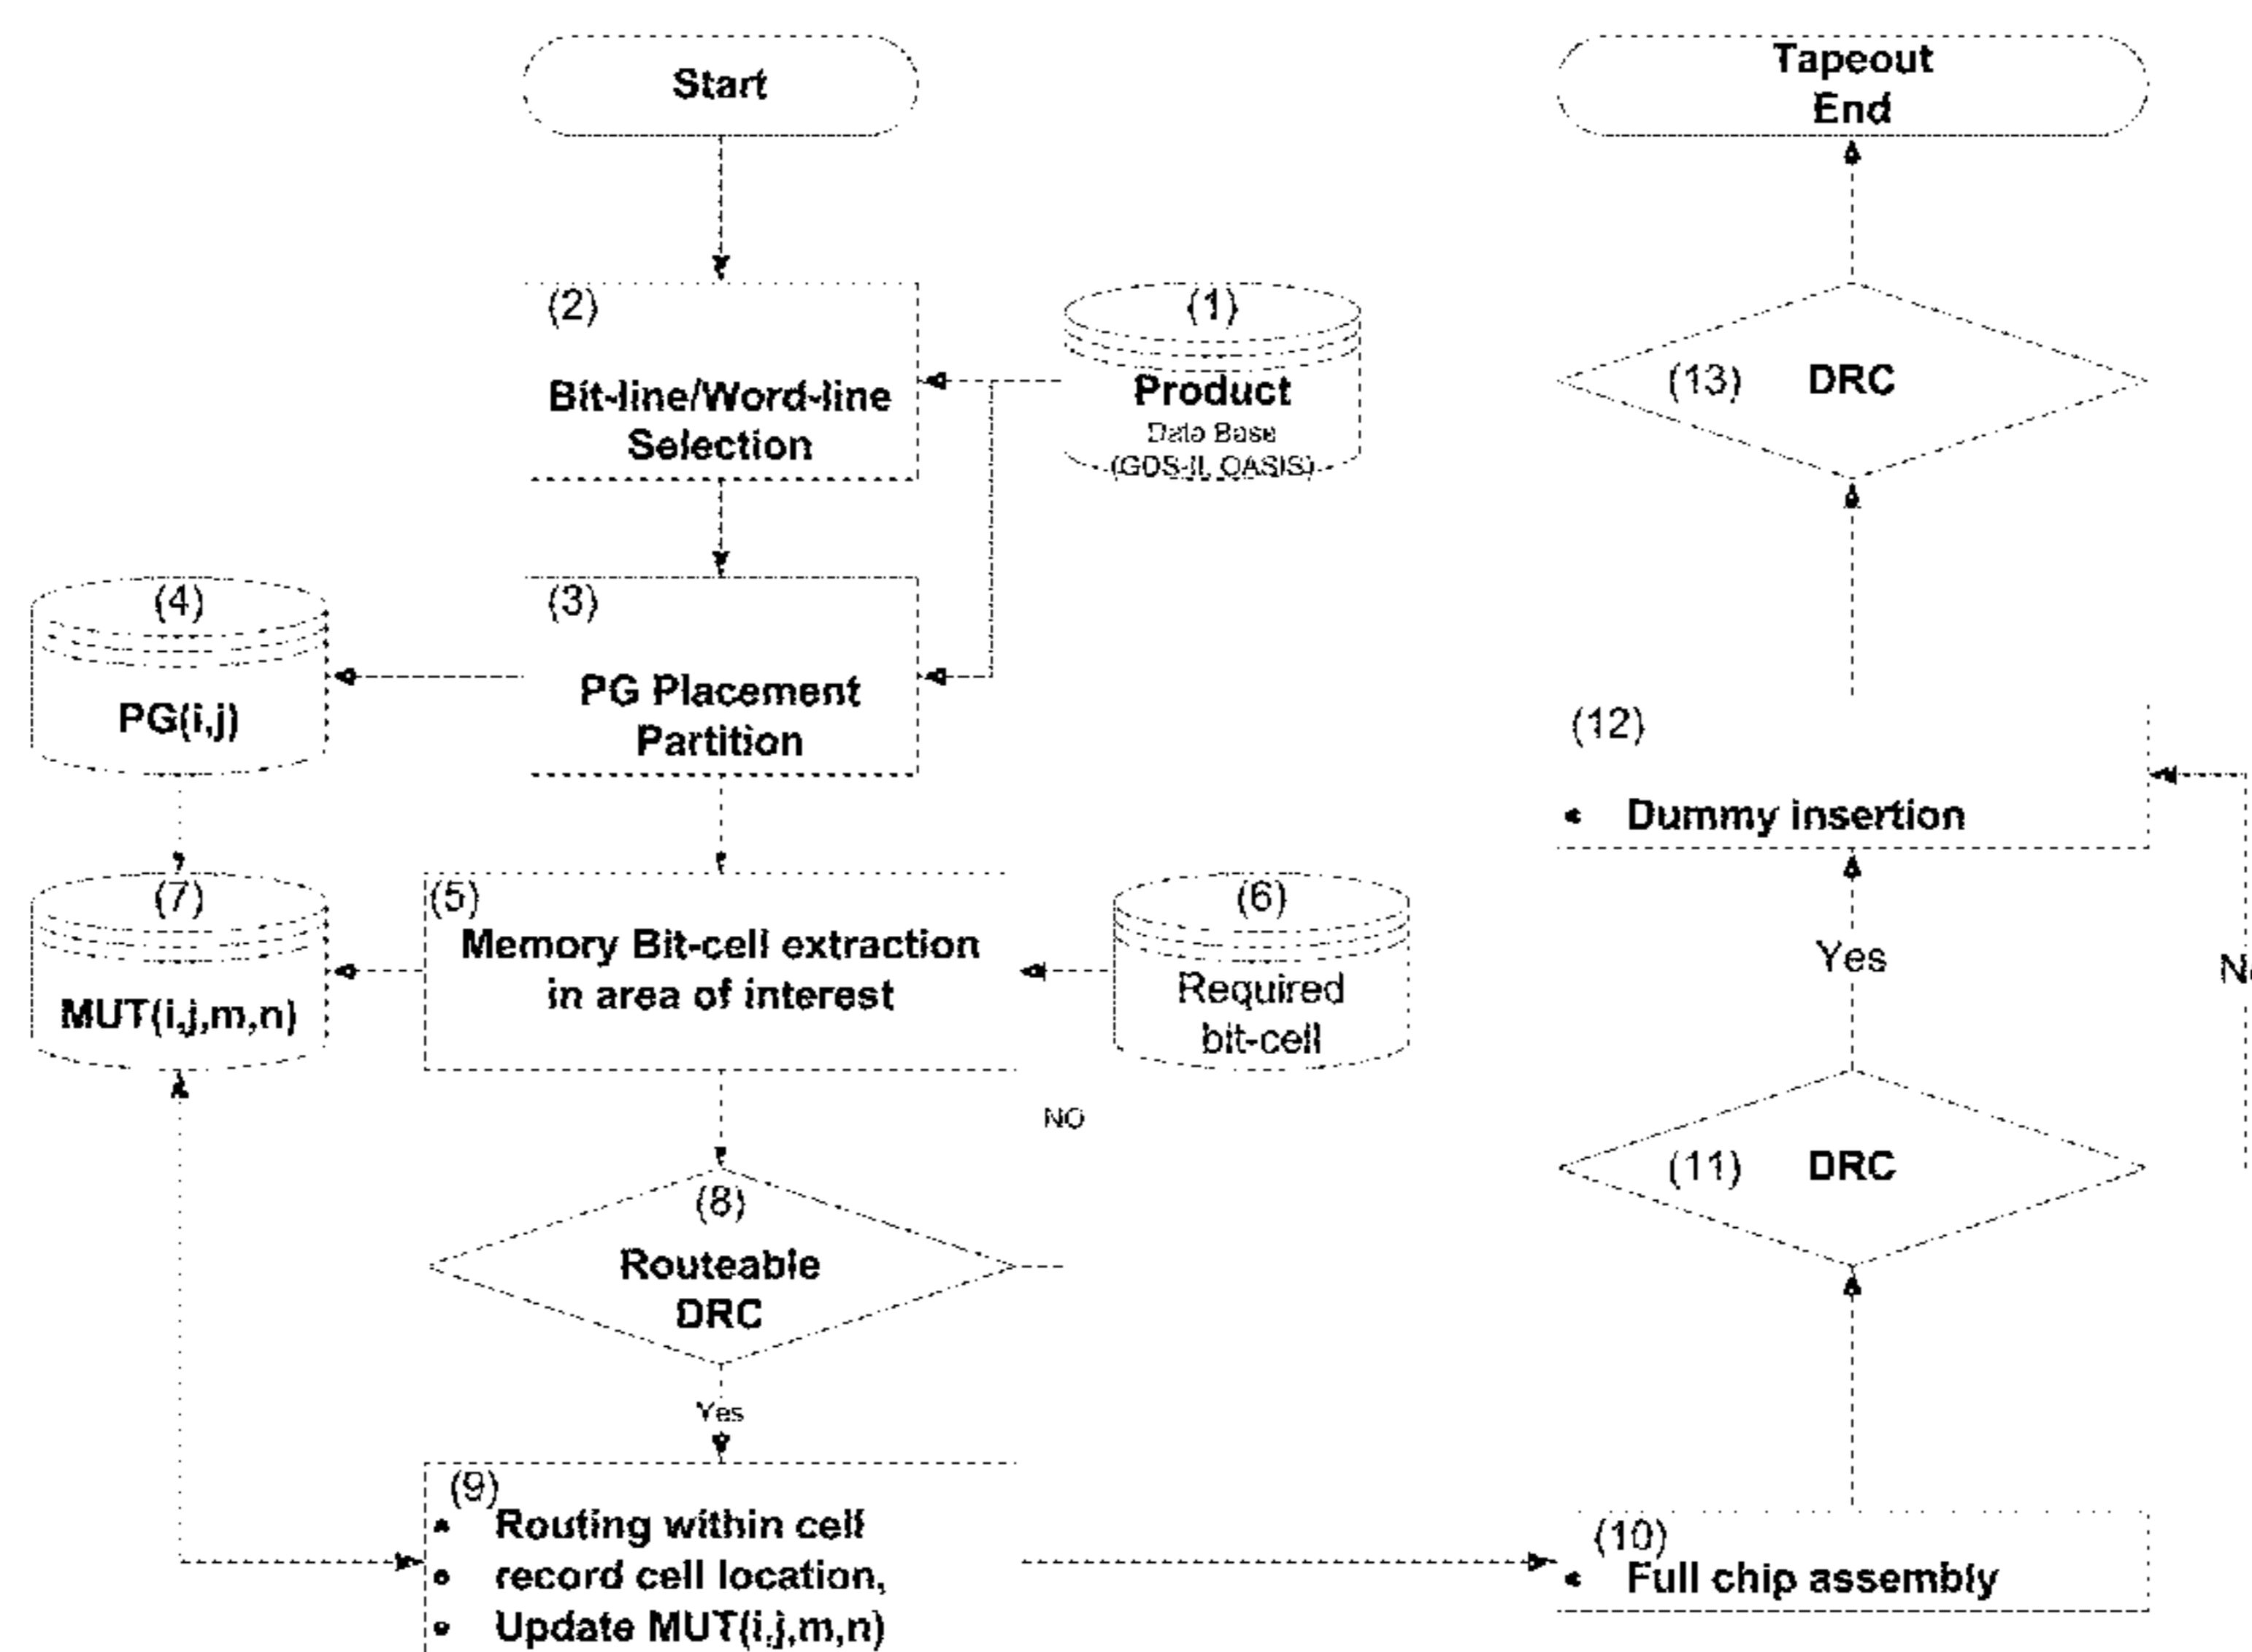 Start
(2)
Bit-line/Word-line
Selection
(1)
Product
Data Base
(GDS-II, OASIS)
(3)
PG Placement
Partition
(4)
PG(i,j)
(5)
Memory Bit-cell extraction
in area of interest
(6)
Required
bit-cell
(7)
MUT(i,j,m,n)
NO
(8)
Routeable
DRC
Yes
(9)
• Routing within cell
• record cell location,
• Update MUT(i,j,m,n)
(10)
• Full chip assembly
(11) DRC
Yes
(12)
• Dummy insertion
(13) DRC
Tapeout
End